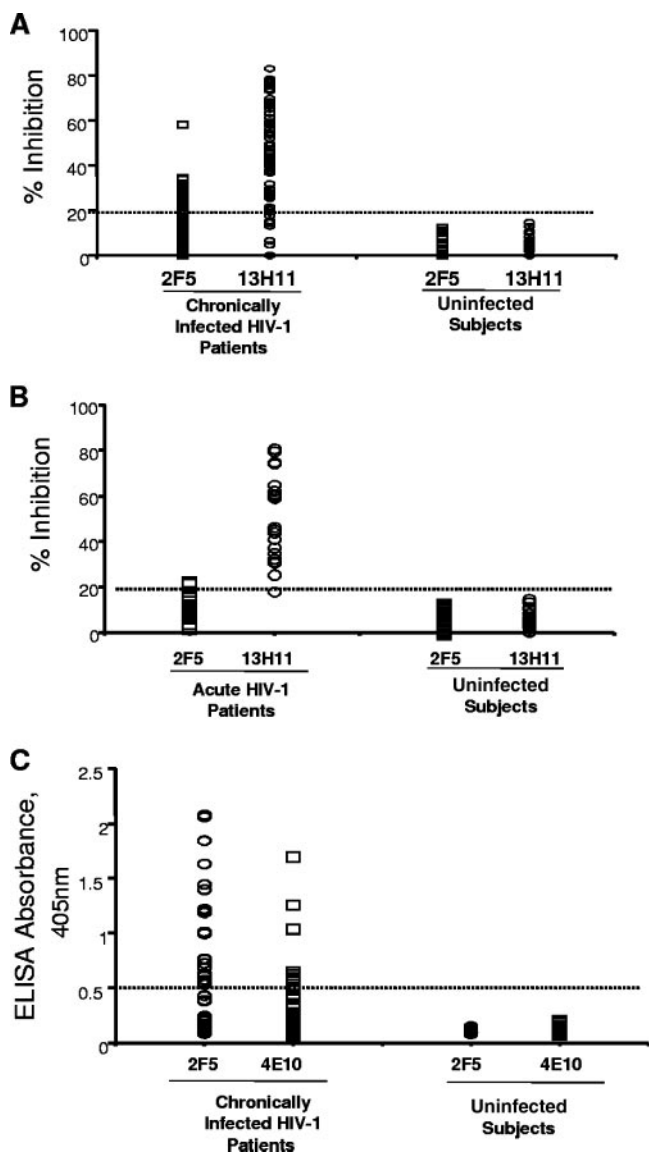 A
100
80
60
40
20
0
% Inhibition
2F5 13H11 2F5 13H11
Chronically
Infected HIV-1
Patients
Uninfected
Subjects
B
100
80
60
40
20
0
% Inhibition
2F5 13H11 2F5 13H11
Acute HIV-1
Patients
Uninfected
Subjects
C
2.5
2
1.5
1
0.5
0
ELISA Absorbance,
405nm
2F5 4E10 2F5 4E10
Chronically
Infected HIV-1
Patients
Uninfected
Subjects